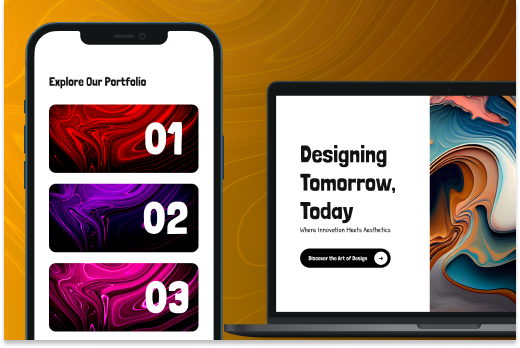 Explore Our Portfolio
01
02
03
Designing
Tomorrow,
Today
Where Innovation Meets Aesthetics
Discover the Art of Design